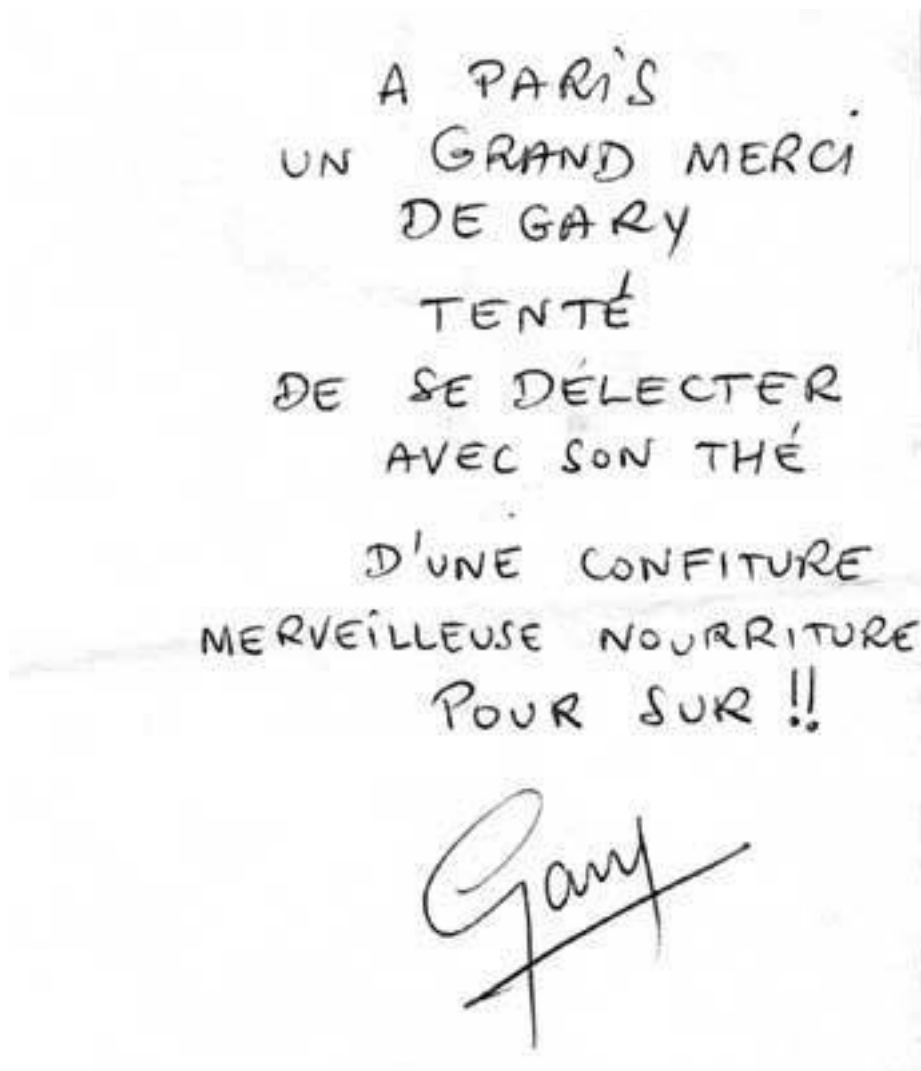 A PARIS
UN GRAND MERCI
DE GARY
TENTÉ
DE SE DÉLECTER
AVEC SON THÉ
D'UNE CONFITURE
MERVEILLEUSE NOURRITURE
POUR SUR !!
Gary